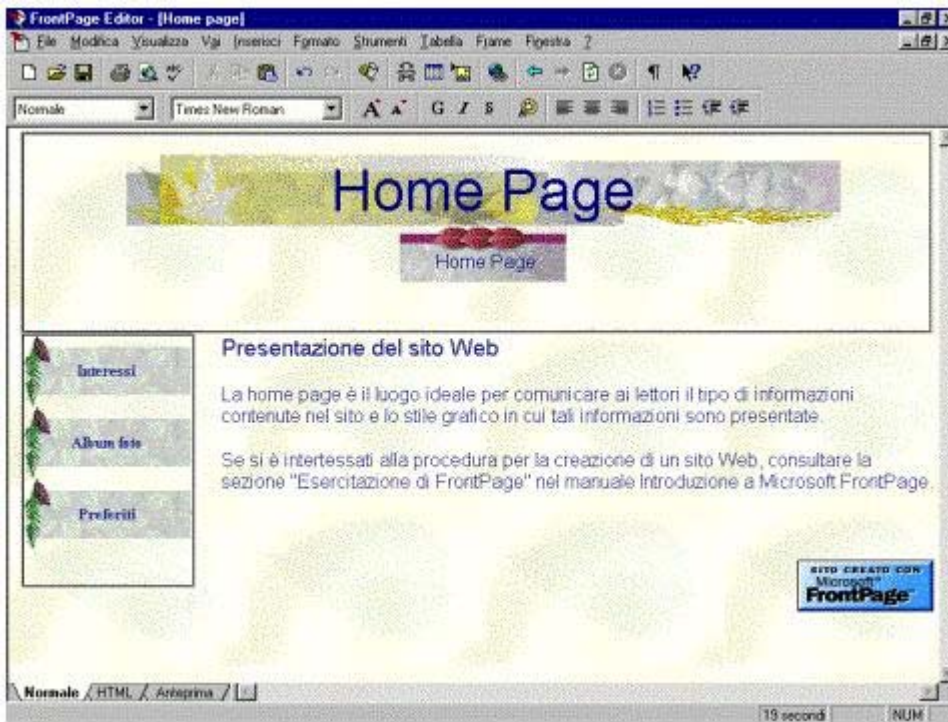 FrontPage Editor - [Home page]
File Modifica Visualizza Vai Inserisci Formato Strumenti Tabella Frame Finestra ?
Normale Times New Roman A A G I S
Home Page
Home Page
Interessi
Album foto
Preferiti
Presentazione del sito Web
La home page è il luogo ideale per comunicare ai lettori il tipo di informazioni
contenute nel sito e lo stile grafico in cui tali informazioni sono presentate.
Se si è intertessati alla procedura per la creazione di un sito Web, consultare la
sezione "Esercitazione di FrontPage" nel manuale Introduzione a Microsoft FrontPage.
SITO CREATO CON
Microsoft
FrontPage
Normale HTML Anteprima
19 secondi NUM